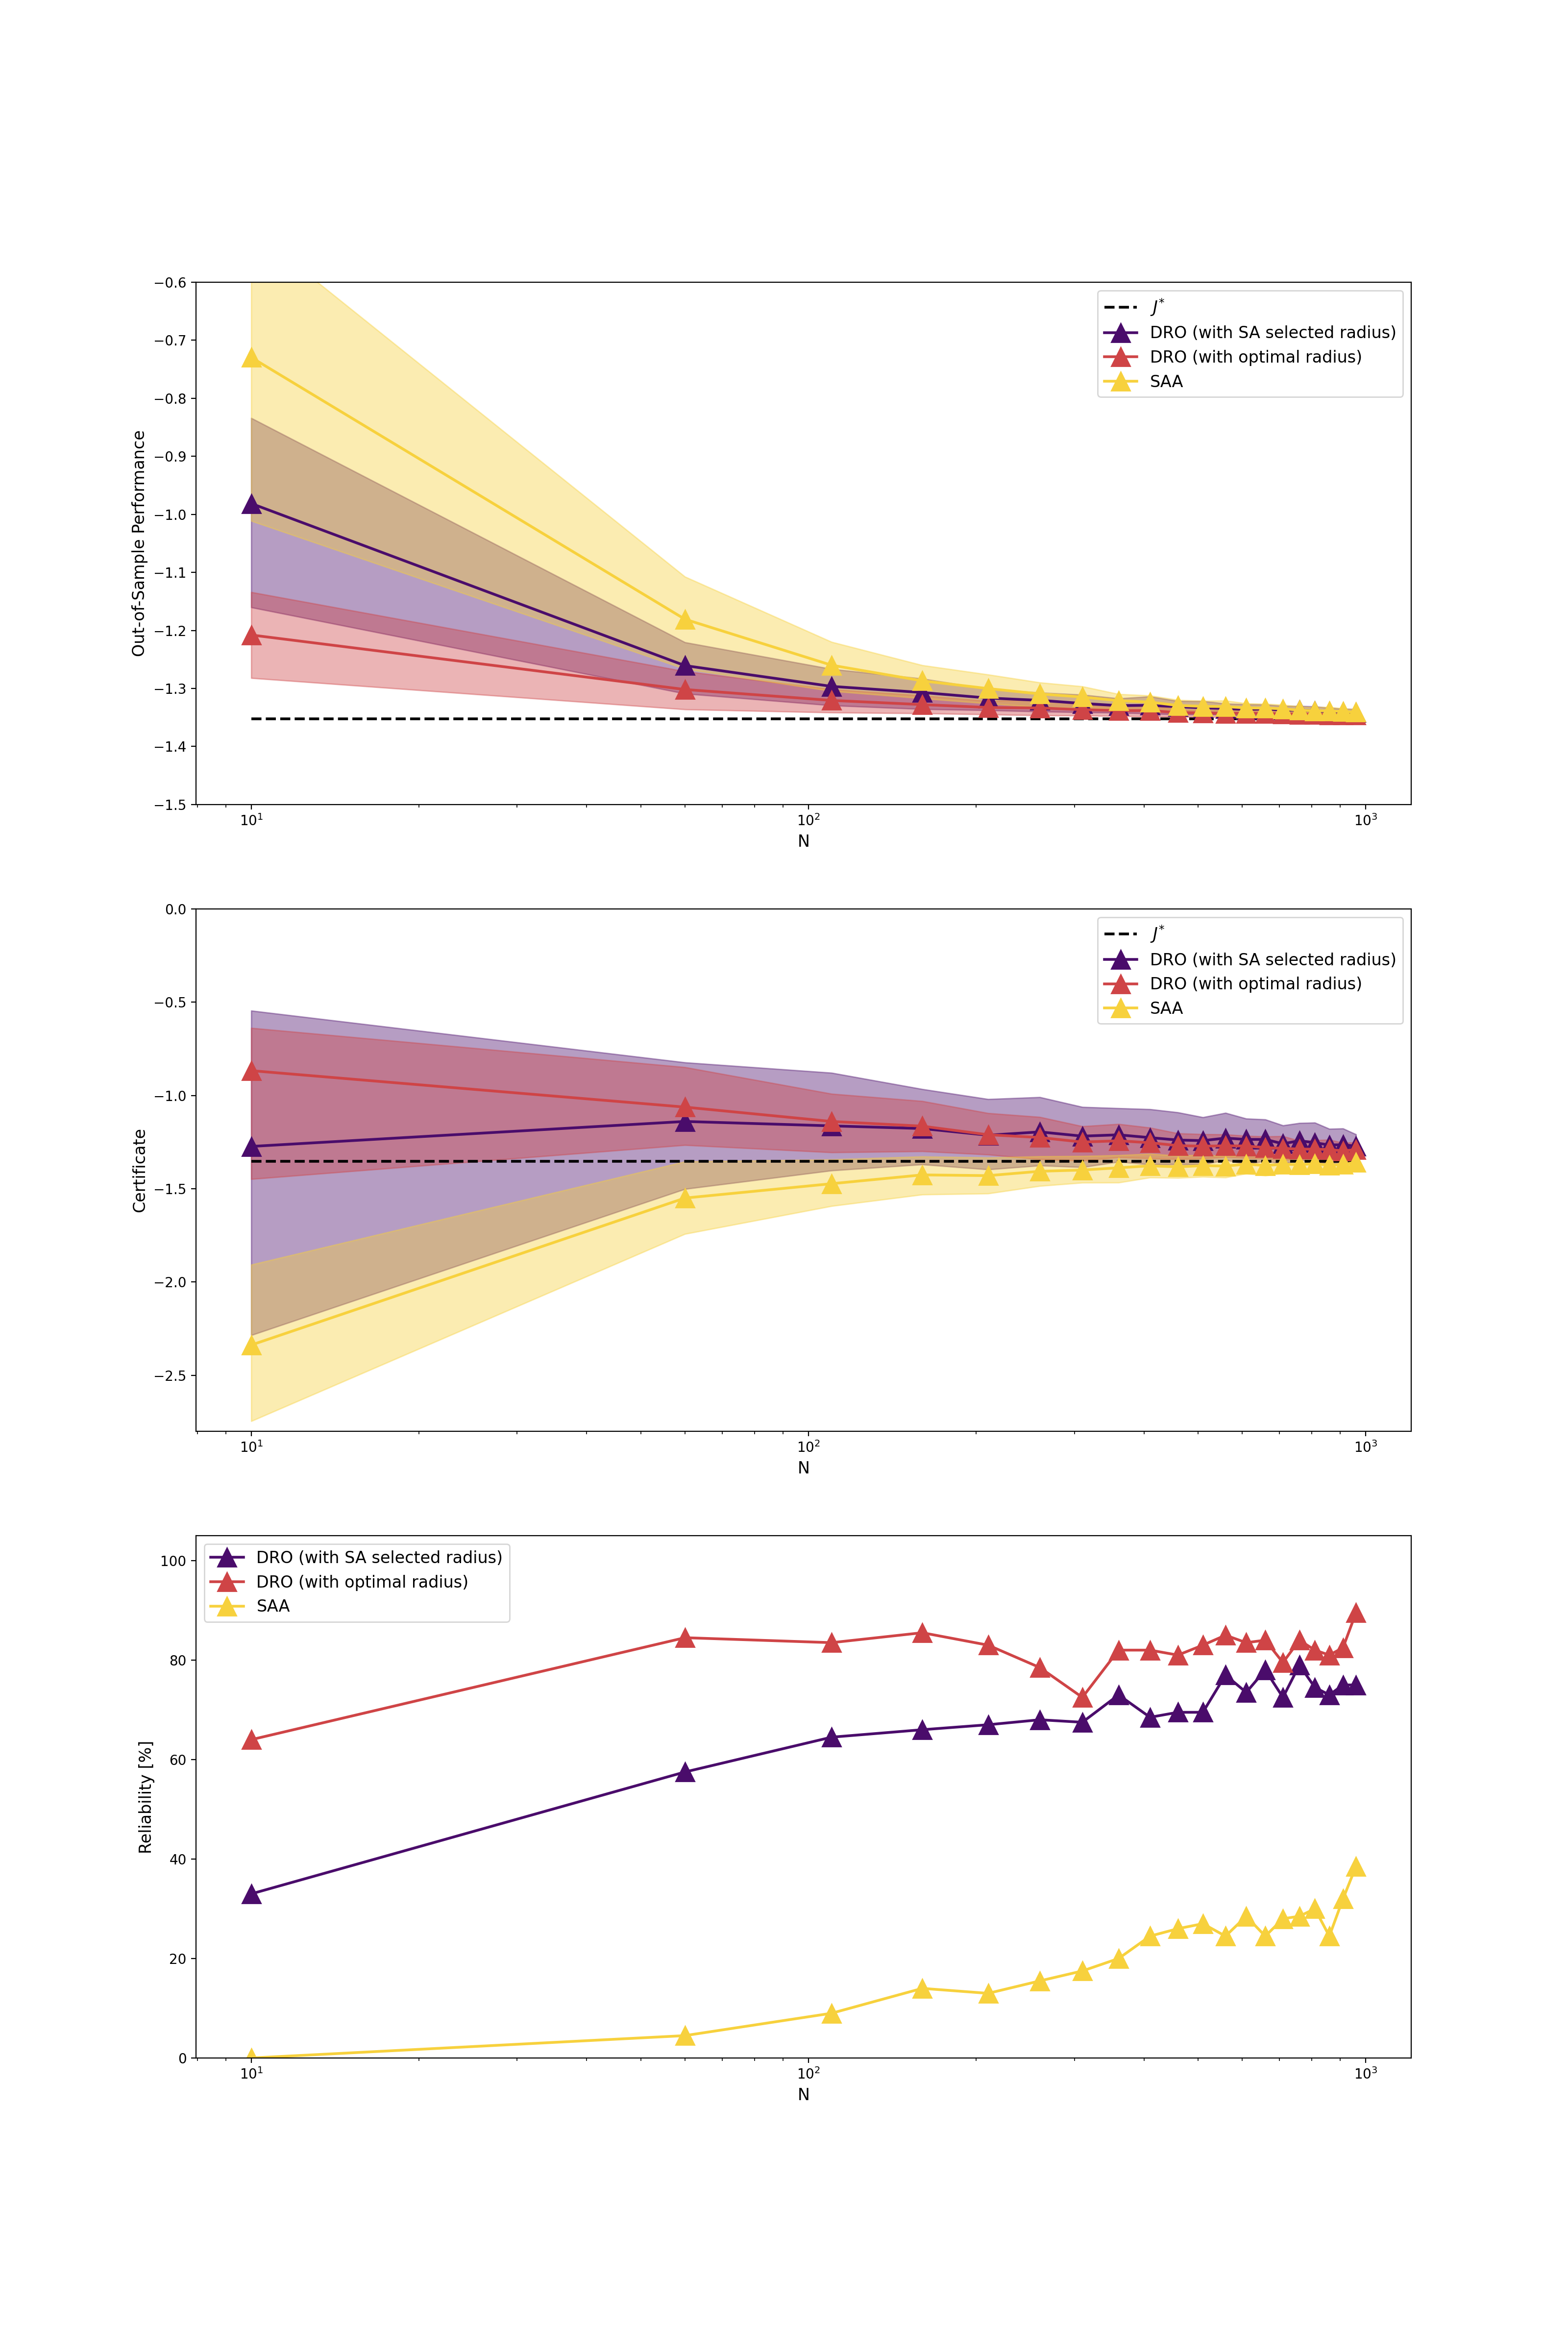 −0.6
−0.7
−0.8
−0.9
−1.0
−1.1
−1.2
−1.3
−1.4
−1.5
Out-of-Sample Performance
J*
DRO (with SA selected radius)
DRO (with optimal radius)
SAA
10¹ 10² 10³
N
0.0
−0.5
−1.0
−1.5
−2.0
−2.5
Certificate
J*
DRO (with SA selected radius)
DRO (with optimal radius)
SAA
10¹ 10² 10³
N
DRO (with SA selected radius)
DRO (with optimal radius)
SAA
100
80
60
40
20
0
Reliability [%]
10¹ 10² 10³
N